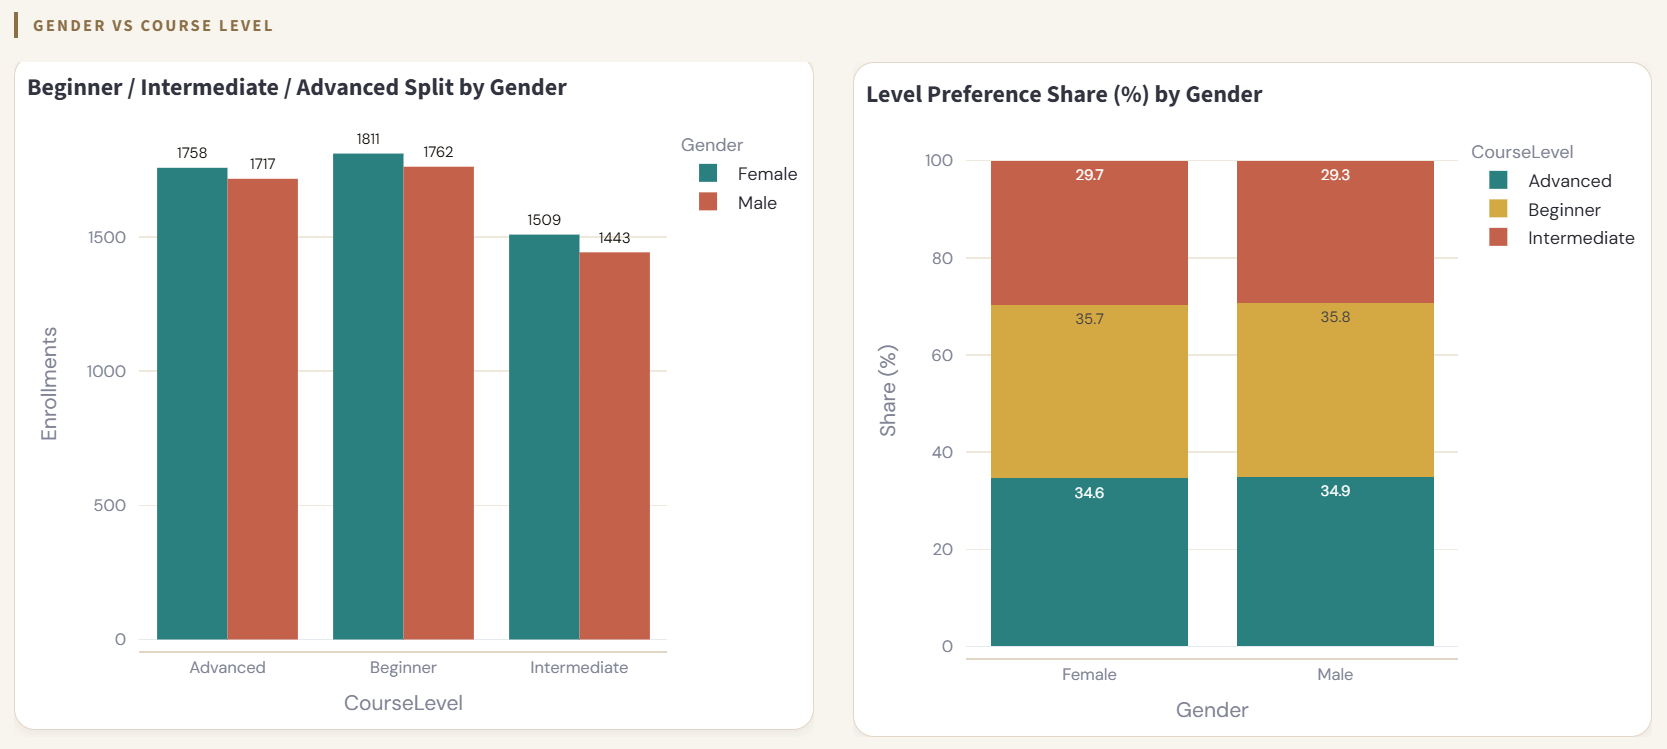 GENDER VS COURSE LEVEL
Beginner / Intermediate / Advanced Split by Gender
1758
1717
1811
1762
1509
1443
Gender
Female
Male
1500
1000
500
0
Enrollments
Advanced
Beginner
Intermediate
CourseLevel
Level Preference Share (%) by Gender
100
80
60
40
20
0
Share (%)
29.7
35.7
34.6
29.3
35.8
34.9
CourseLevel
Advanced
Beginner
Intermediate
Female
Male
Gender